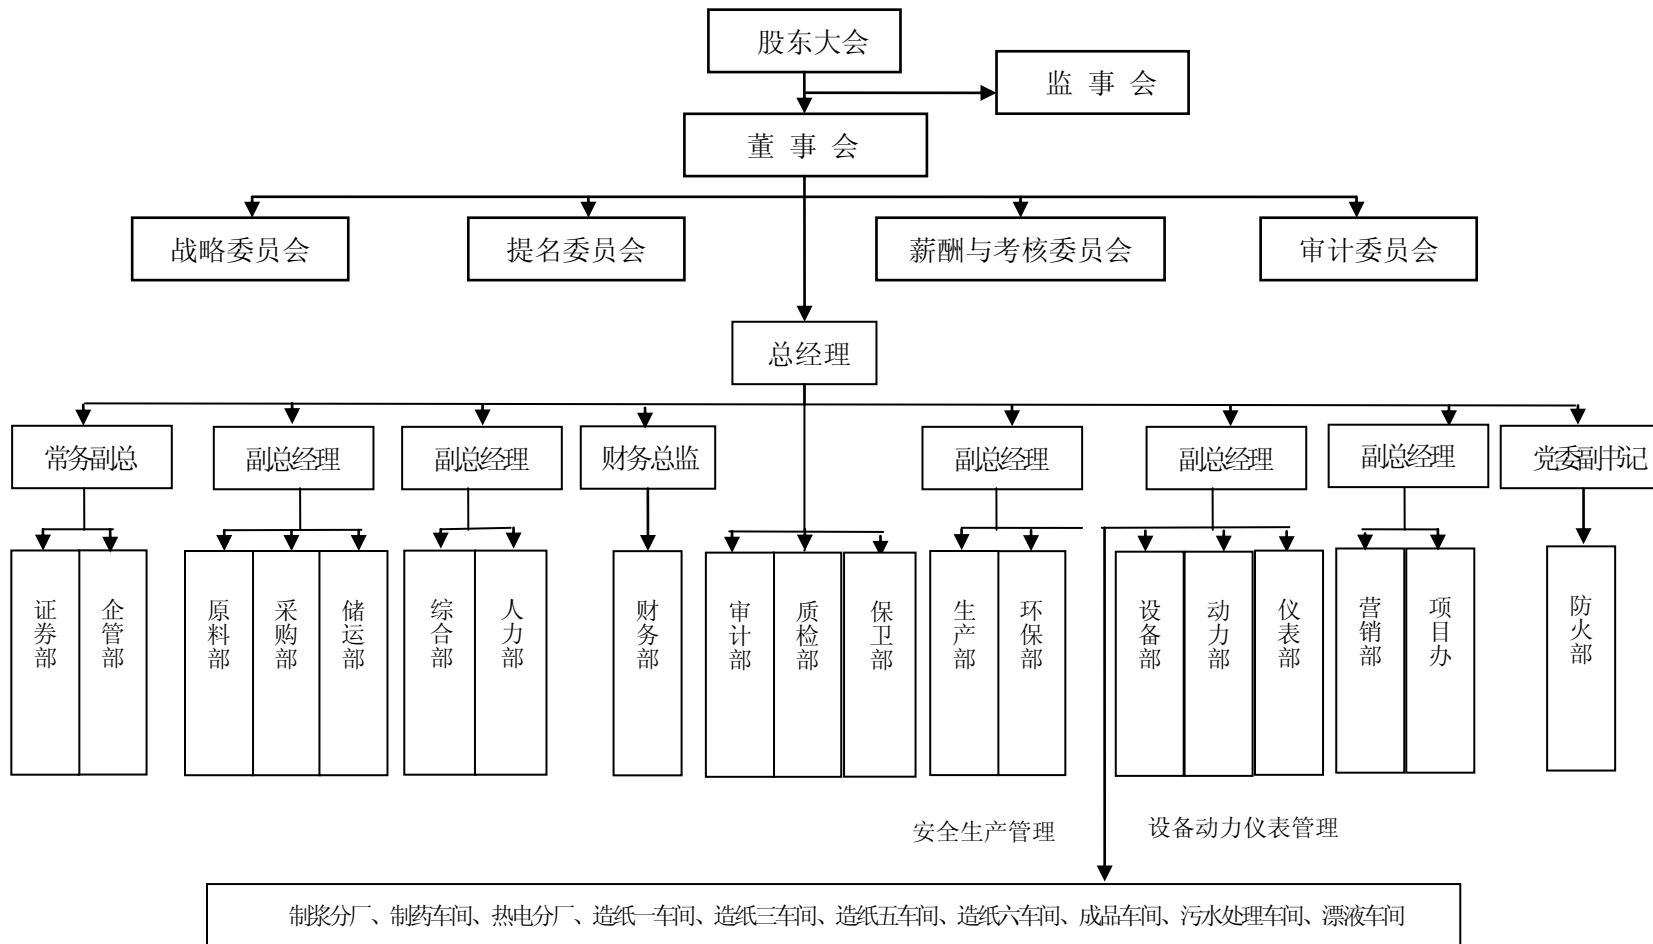 股东大会
监 事 会
董 事 会
战略委员会
提名委员会
薪酬与考核委员会
审计委员会
总经理
常务副总
副总经理
副总经理
财务总监
副总经理
副总经理
副总经理
党委副书记
证券部
企管部
原料部
采购部
储运部
综合部
人力部
财务部
审计部
质检部
保卫部
生产部
环保部
设备部
动力部
仪表部
营销部
项目办
防火部
安全生产管理
设备动力仪表管理
制浆分厂、制药车间、热电分厂、造纸一车间、造纸三车间、造纸五车间、造纸六车间、成品车间、污水处理车间、漂液车间